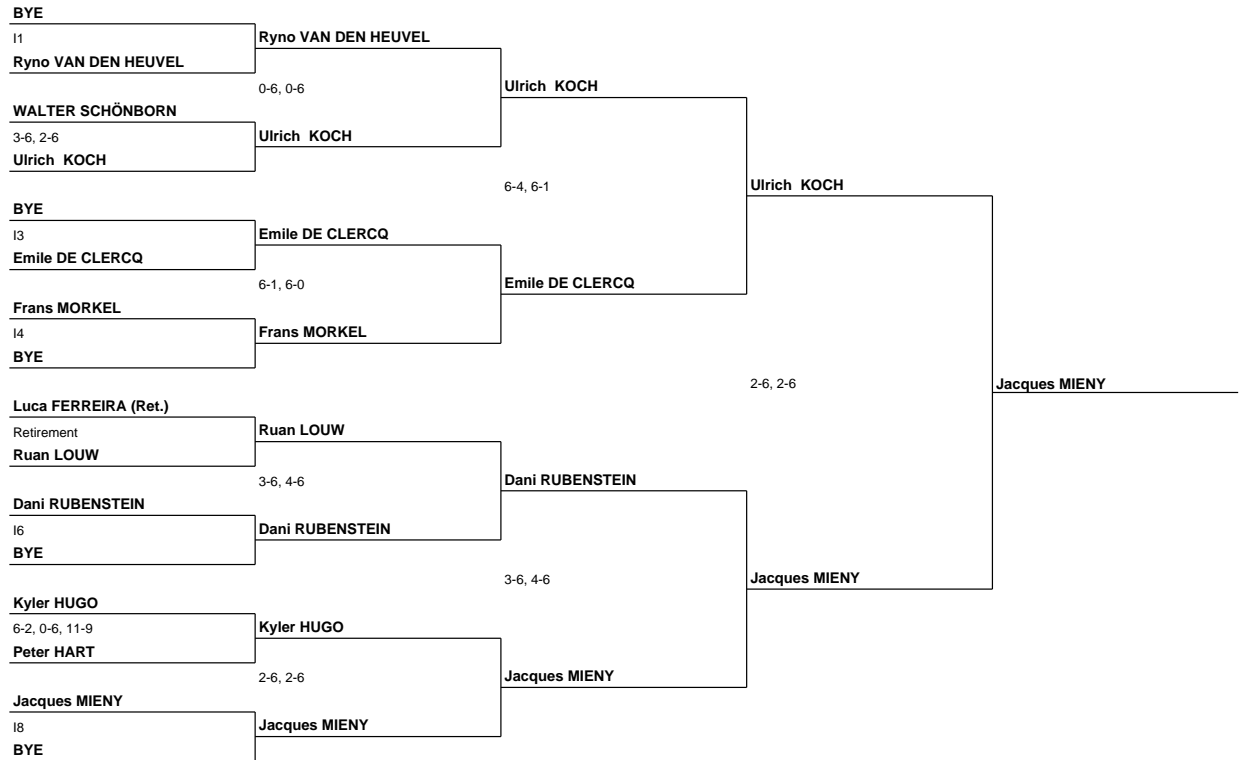 BYE
I1
Ryno VAN DEN HEUVEL
Ryno VAN DEN HEUVEL
0-6, 0-6
Ulrich  KOCH
WALTER SCHÖNBORN
3-6, 2-6
Ulrich  KOCH
Ulrich  KOCH
6-4, 6-1
Ulrich  KOCH
BYE
I3
Emile DE CLERCQ
Emile DE CLERCQ
6-1, 6-0
Emile DE CLERCQ
Frans MORKEL
I4
Frans MORKEL
BYE
2-6, 2-6
Jacques MIENY
Luca FERREIRA (Ret.)
Retirement
Ruan LOUW
Ruan LOUW
3-6, 4-6
Dani RUBENSTEIN
Dani RUBENSTEIN
I6
Dani RUBENSTEIN
BYE
3-6, 4-6
Jacques MIENY
Kyler HUGO
6-2, 0-6, 11-9
Kyler HUGO
Peter HART
2-6, 2-6
Jacques MIENY
Jacques MIENY
I8
Jacques MIENY
BYE